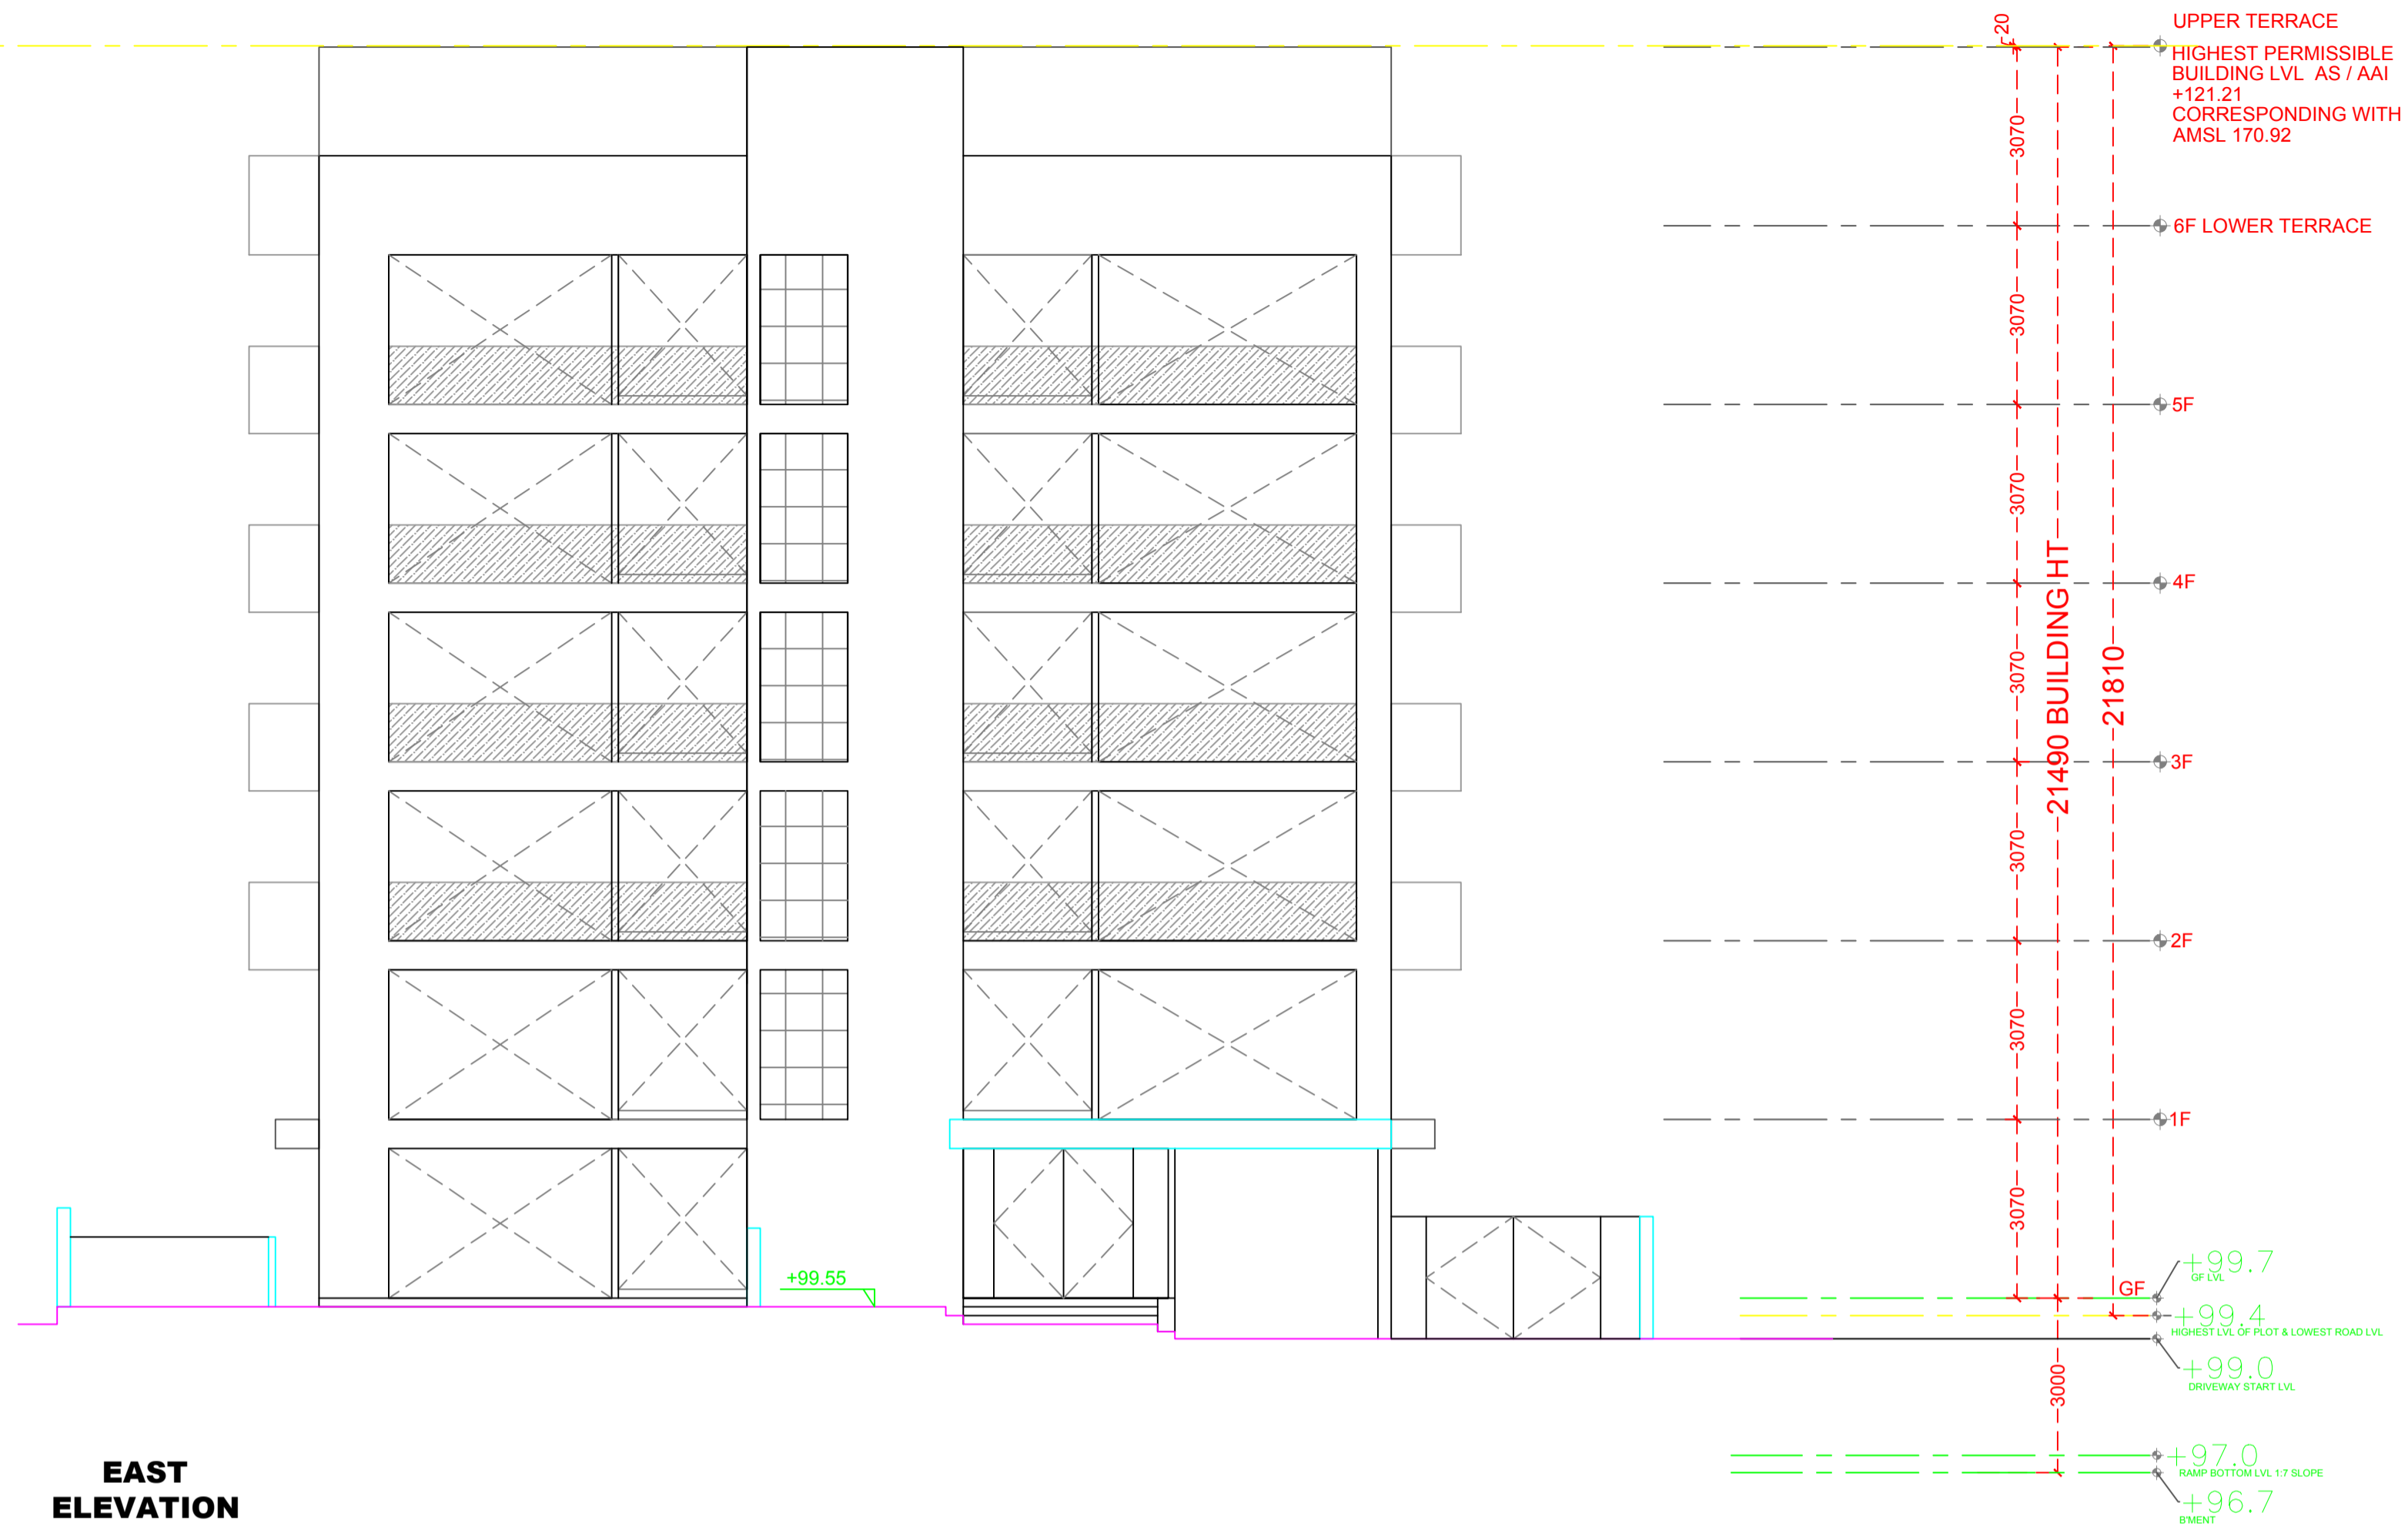 20
UPPER TERRACE
HIGHEST PERMISSIBLE
BUILDING LVL AS / AAI
+121.21
CORRESPONDING WITH
AMSL 170.92
3070
6F LOWER TERRACE
3070
5F
3070
4F
21490 BUILDING HT
21810
3070
3F
3070
2F
3070
1F
3070
+99.55
+99.7
GF LVL
GF
+99.4
HIGHEST LVL OF PLOT & LOWEST ROAD LVL
+99.0
DRIVEWAY START LVL
3000
+97.0
RAMP BOTTOM LVL 1:7 SLOPE
+96.7
B'MENT
EAST
ELEVATION